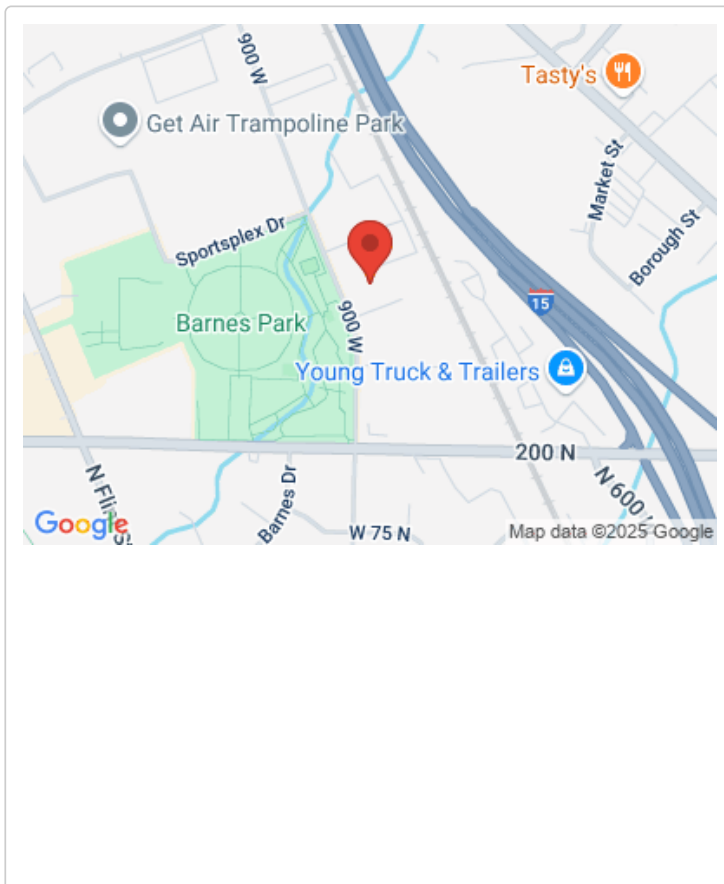 900 W
Tasty's
Get Air Trampoline Park
Market St
Sportsplex Dr
Borough St
15
900 W
Barnes Park
Young Truck & Trailers
200 N
N 600
Barnes Dr
W 75 N
Google
Map data ©2025 Google